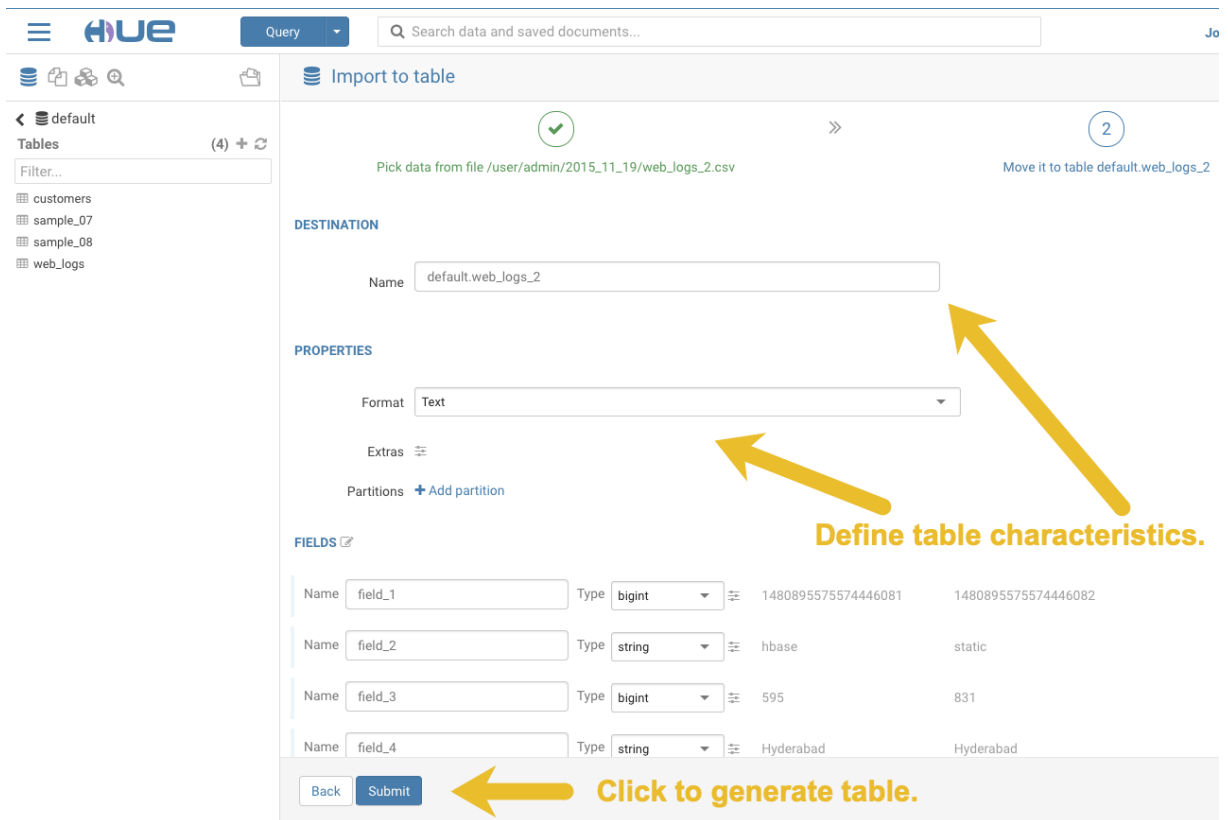 HUE
Query
Search data and saved documents...
Jo
Import to table
default
Tables (4)
Filter...
customers
sample_07
sample_08
web_logs
2
Pick data from file /user/admin/2015_11_19/web_logs_2.csv
Move it to table default.web_logs_2
DESTINATION
Name default.web_logs_2
PROPERTIES
Format Text
Extras
Partitions + Add partition
Define table characteristics.
FIELDS
Name field_1 Type bigint 1480895575574446081 1480895575574446082
Name field_2 Type string hbase static
Name field_3 Type bigint 595 831
Name field_4 Type string Hyderabad Hyderabad
Back Submit Click to generate table.